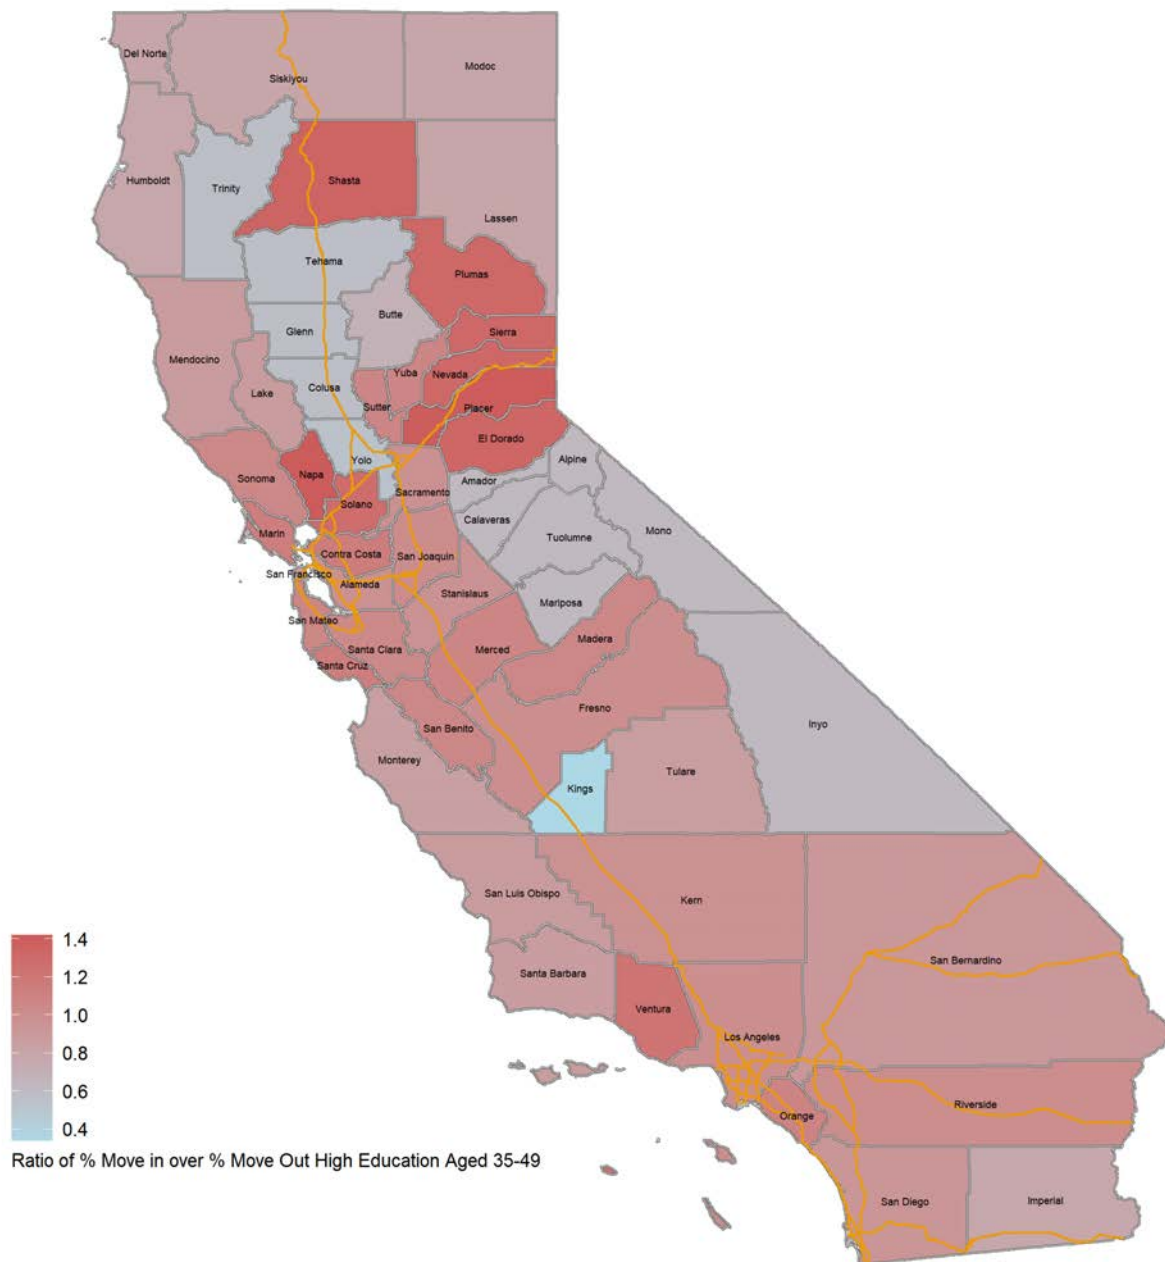 Del Norte
Siskiyou
Modoc
Humboldt
Trinity
Shasta
Lassen
Tehama
Plumas
Butte
Glenn
Sierra
Mendocino
Lake
Colusa
Yuba
Nevada
Sutter
Placer
El Dorado
Sonoma
Napa
Yolo
Alpine
Amador
Sacramento
Solano
Calaveras
Mono
Marin
Tuolumne
Contra Costa
San Joaquin
San Francisco
Alameda
Stanislaus
Mariposa
San Mateo
Madera
Santa Clara
Merced
Santa Cruz
Fresno
San Benito
Inyo
Monterey
Tulare
Kings
San Luis Obispo
Kern
Santa Barbara
San Bernardino
Ventura
Los Angeles
Riverside
Orange
San Diego
Imperial
1.4
1.2
1.0
0.8
0.6
0.4
Ratio of % Move in over % Move Out High Education Aged 35-49